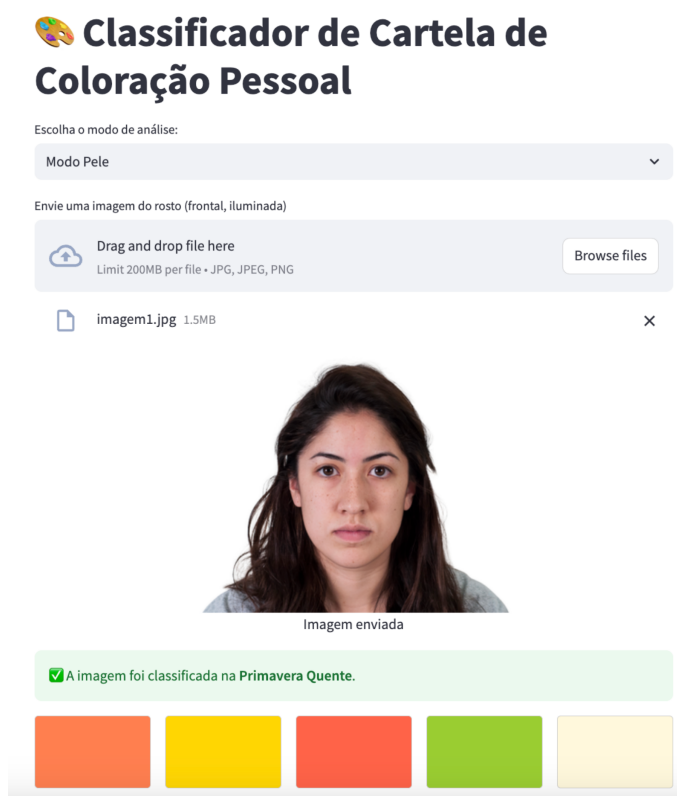 🎨 Classificador de Cartela de
Coloração Pessoal
Escolha o modo de análise:
Modo Pele
Envie uma imagem do rosto (frontal, iluminada)
Drag and drop file here
Limit 200MB per file • JPG, JPEG, PNG
Browse files
imagem1.jpg 1.5MB
Imagem enviada
✅ A imagem foi classificada na Primavera Quente.